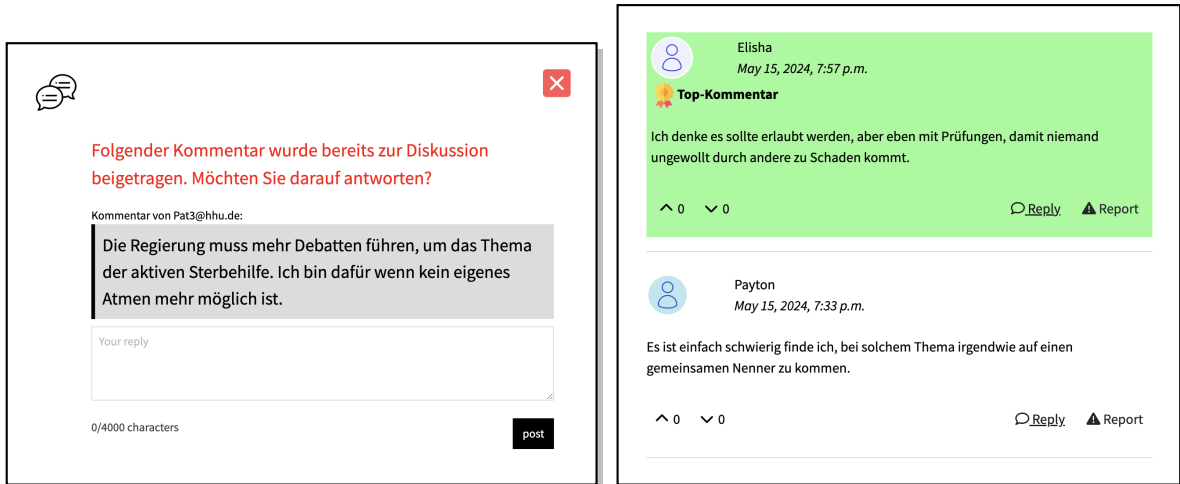 Folgender Kommentar wurde bereits zur Diskussion
beigetragen. Möchten Sie darauf antworten?
Kommentar von Pat3@hhu.de:
Die Regierung muss mehr Debatten führen, um das Thema
der aktiven Sterbehilfe. Ich bin dafür wenn kein eigenes
Atmen mehr möglich ist.
Your reply
0/4000 characters
post
Elisha
May 15, 2024, 7:57 p.m.
Top-Kommentar
Ich denke es sollte erlaubt werden, aber eben mit Prüfungen, damit niemand
ungewollt durch andere zu Schaden kommt.
0 0 Reply Report
Payton
May 15, 2024, 7:33 p.m.
Es ist einfach schwierig finde ich, bei solchem Thema irgendwie auf einen
gemeinsamen Nenner zu kommen.
0 0 Reply Report